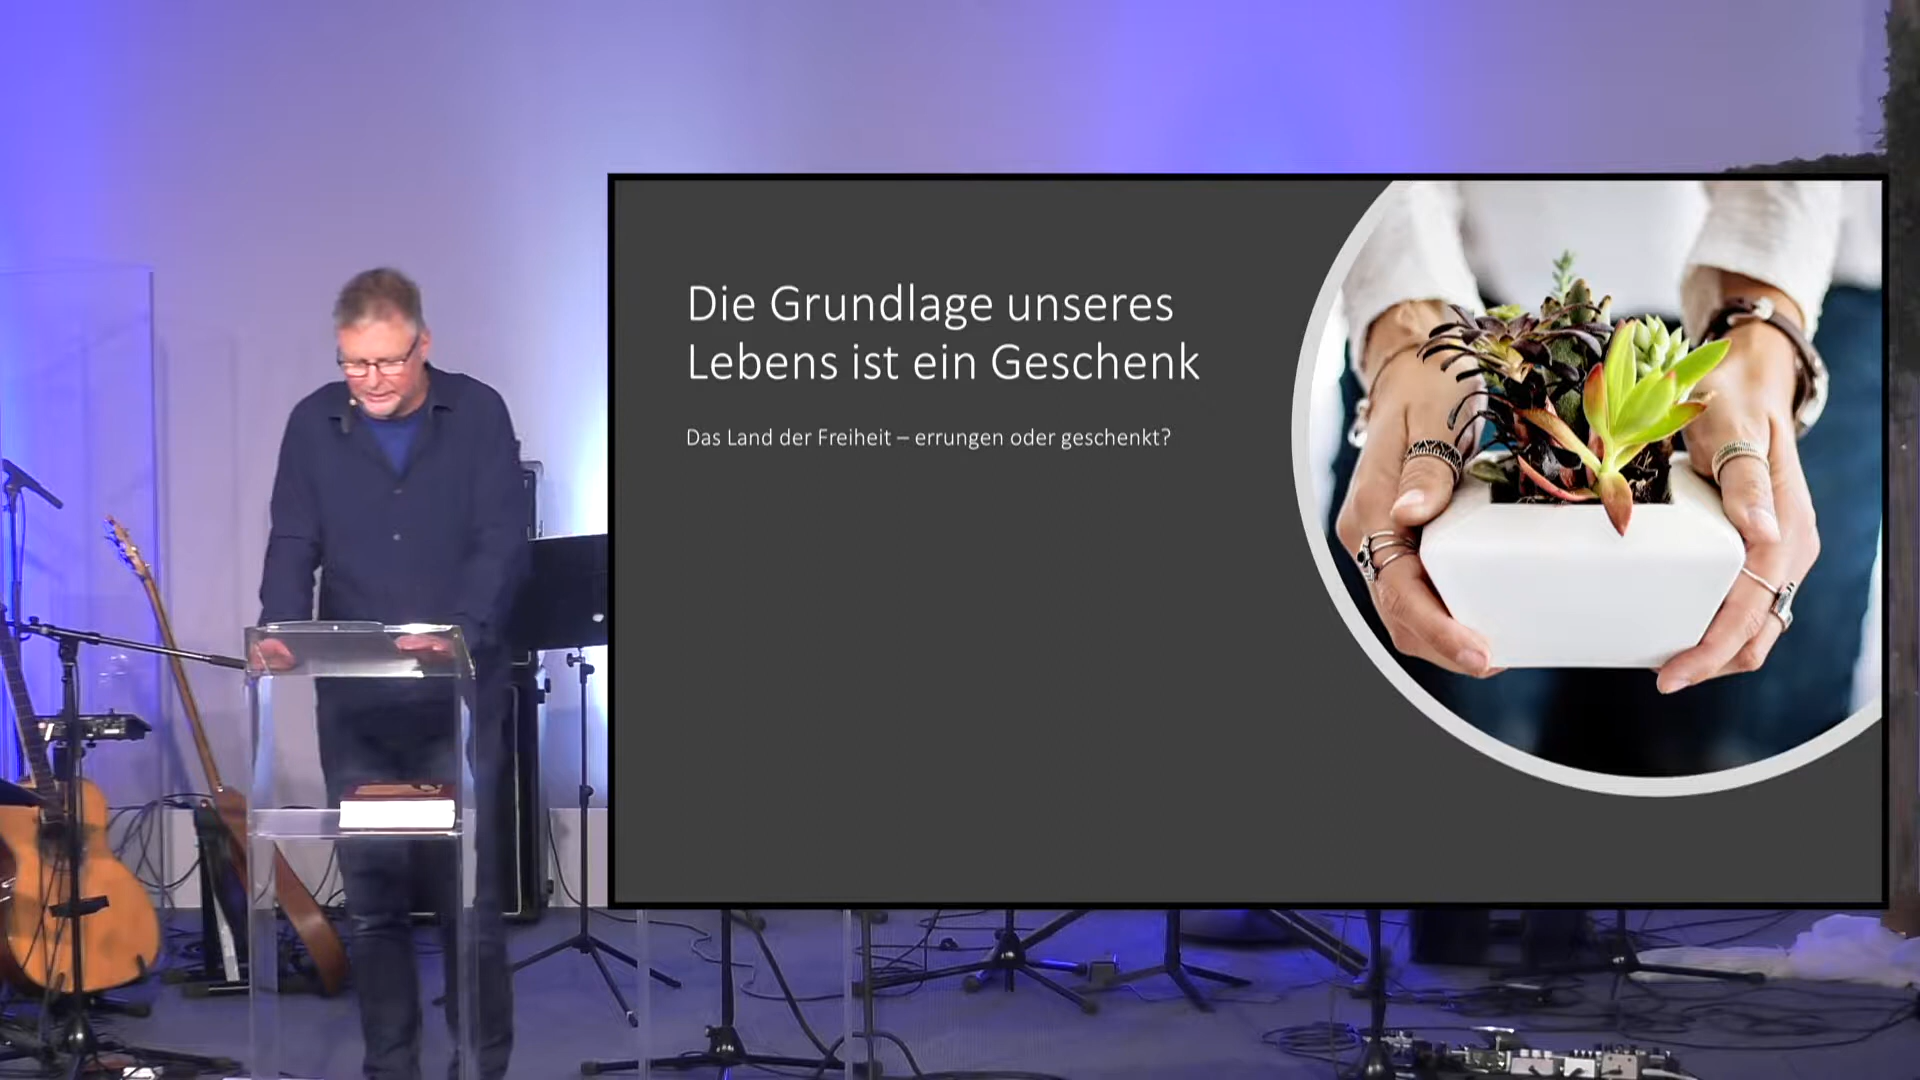 Die Grundlage unseres
Lebens ist ein Geschenk
Das Land der Freiheit – errungen oder geschenkt?